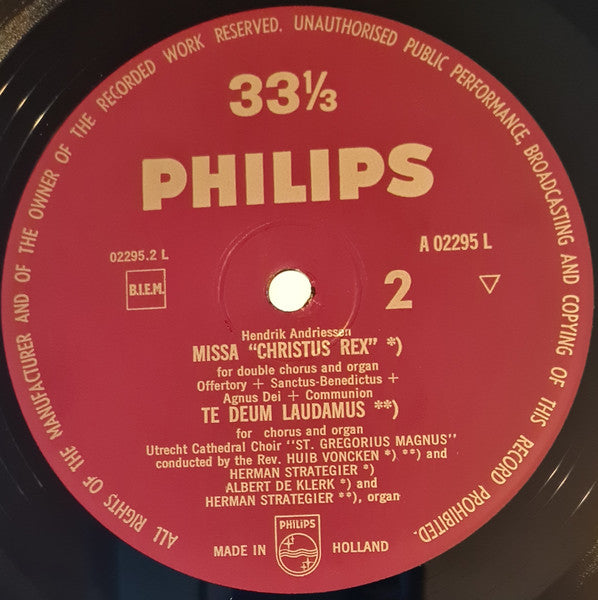 ALL RIGHTS OF THE MANUFACTURER AND OF THE OWNER OF THE RECORDED WORK RESERVED. UNAUTHORISED PUBLIC PERFORMANCE, BROADCASTING AND COPYING OF THIS RECORD PROHIBITED.
33⅓
PHILIPS
02295.2 L
A 02295 L
B.I.E.M.
2
Hendrik Andriessen
MISSA "CHRISTUS REX" *)
for double chorus and organ
Offertory + Sanctus-Benedictus +
Agnus Dei + Communion
TE DEUM LAUDAMUS **)
for chorus and organ
Utrecht Cathedral Choir "ST. GREGORIUS MAGNUS"
conducted by the Rev. HUIB VONCKEN *) **) and
HERMAN STRATEGIER *)
ALBERT DE KLERK *) and
HERMAN STRATEGIER **), organ
PHILIPS
MADE IN HOLLAND